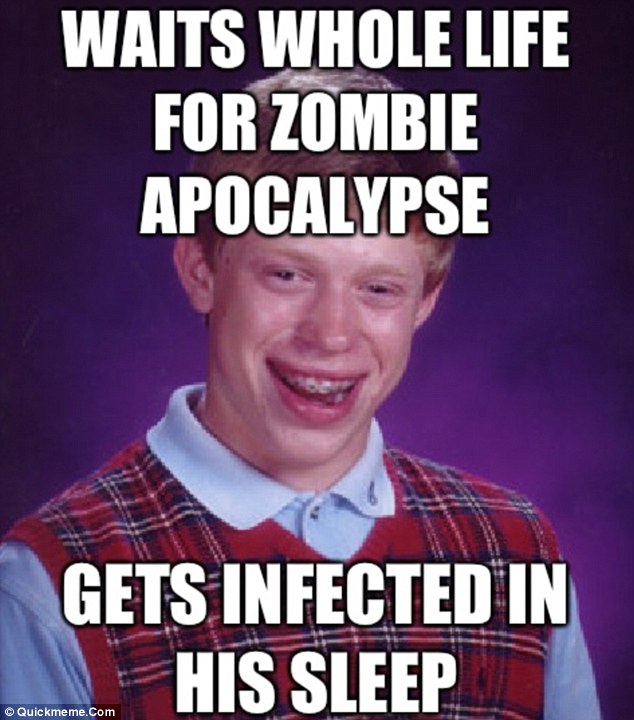 WAITS WHOLE LIFE
FOR ZOMBIE
APOCALYPSE
GETS INFECTED IN
HIS SLEEP
© Quickmeme.Com